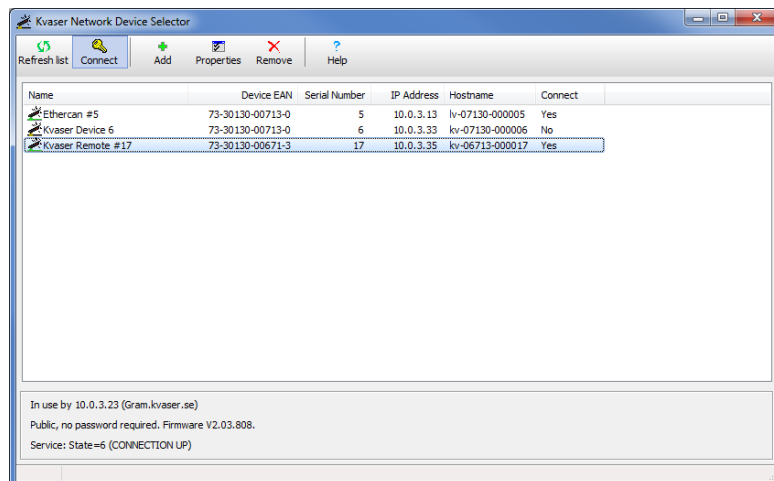 Kvaser Network Device Selector
Refresh list Connect Add Properties Remove Help
Name Device EAN Serial Number IP Address Hostname Connect
Ethercan #5 73-30130-00713-0 5 10.0.3.13 lv-07130-000005 Yes
Kvaser Device 6 73-30130-00713-0 6 10.0.3.33 kv-07130-000006 No
Kvaser Remote #17 73-30130-00671-3 17 10.0.3.35 kv-06713-000017 Yes
In use by 10.0.3.23 (Gram.kvaser.se)
Public, no password required. Firmware V2.03.808.
Service: State=6 (CONNECTION UP)